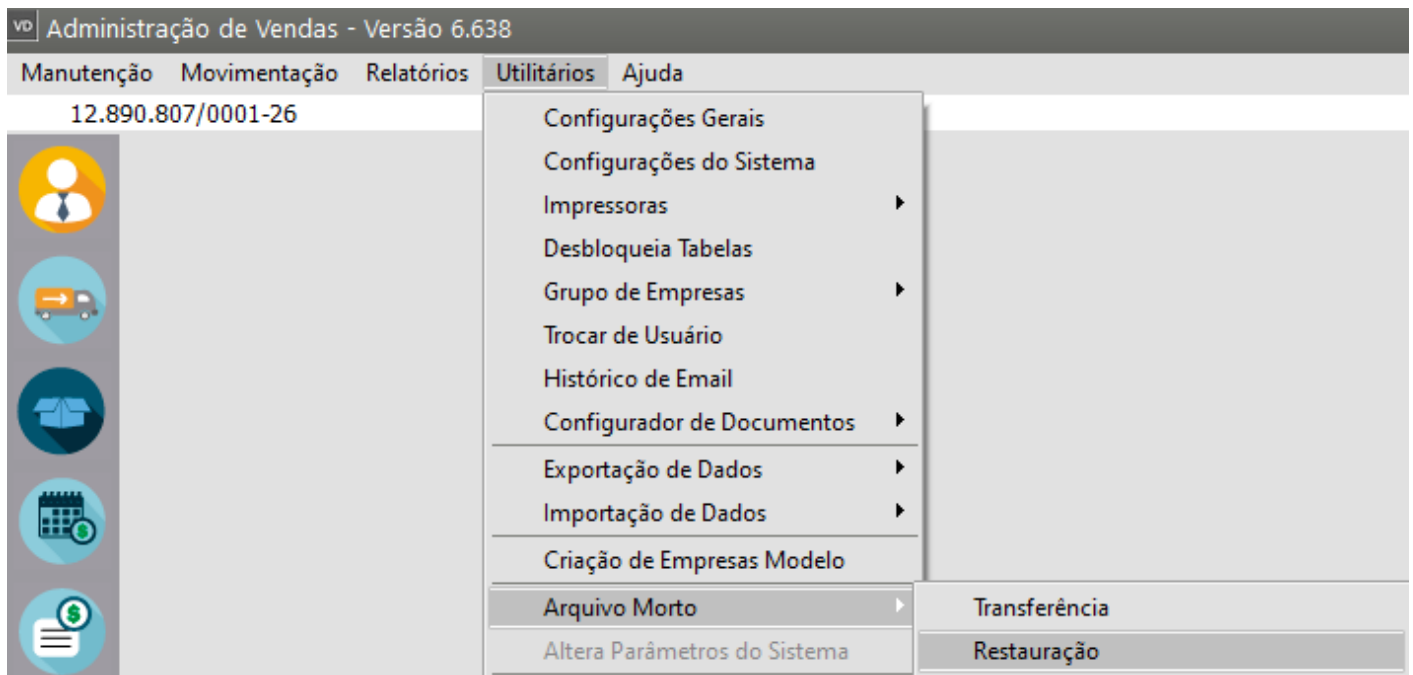 VD Administração de Vendas - Versão 6.638
Manutenção Movimentação Relatórios Utilitários Ajuda
12.890.807/0001-26
Configurações Gerais
Configurações do Sistema
Impressoras
Desbloqueia Tabelas
Grupo de Empresas
Trocar de Usuário
Histórico de Email
Configurador de Documentos
Exportação de Dados
Importação de Dados
Criação de Empresas Modelo
Arquivo Morto
Transferência
Altera Parâmetros do Sistema
Restauração